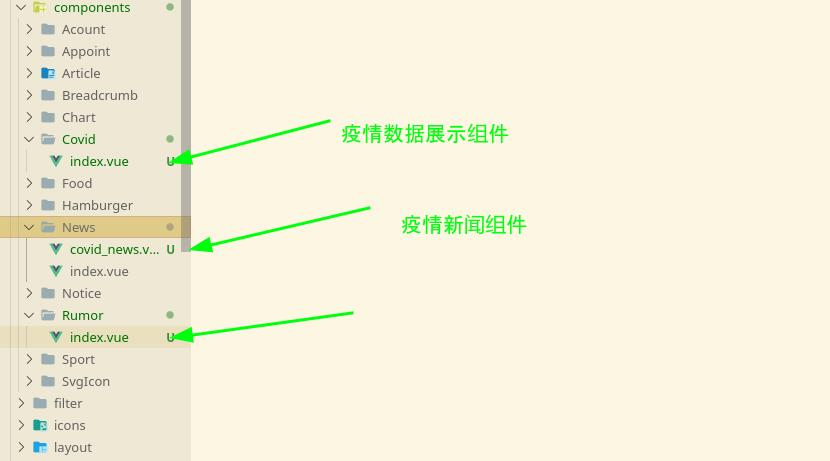 components
Acount
Appoint
Article
Breadcrumb
Chart
Covid
index.vue U
疫情数据展示组件
Food
Hamburger
News
疫情新闻组件
covid_news.v... U
index.vue
Notice
Rumor
index.vue U
Sport
SvgIcon
filter
icons
layout